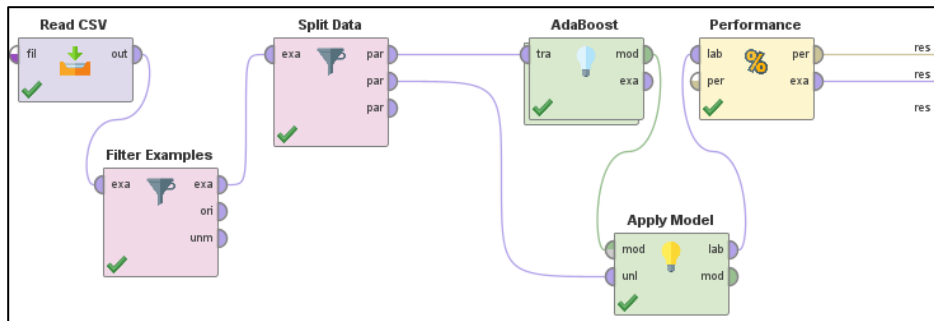 Read CSV
fil out
Filter Examples
exa exa
ori
unm
Split Data
exa par
par
par
AdaBoost
tra mod
exa
Apply Model
mod lab
unl mod
Performance
lab % per
per exa
res
res
res